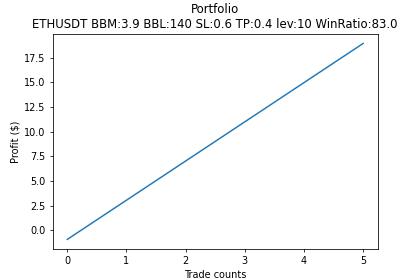 Portfolio
ETHUSDT BBM:3.9 BBL:140 SL:0.6 TP:0.4 lev:10 WinRatio:83.0
17.5
15.0
12.5
10.0
7.5
5.0
2.5
0.0
Profit ($)
0 1 2 3 4 5
Trade counts